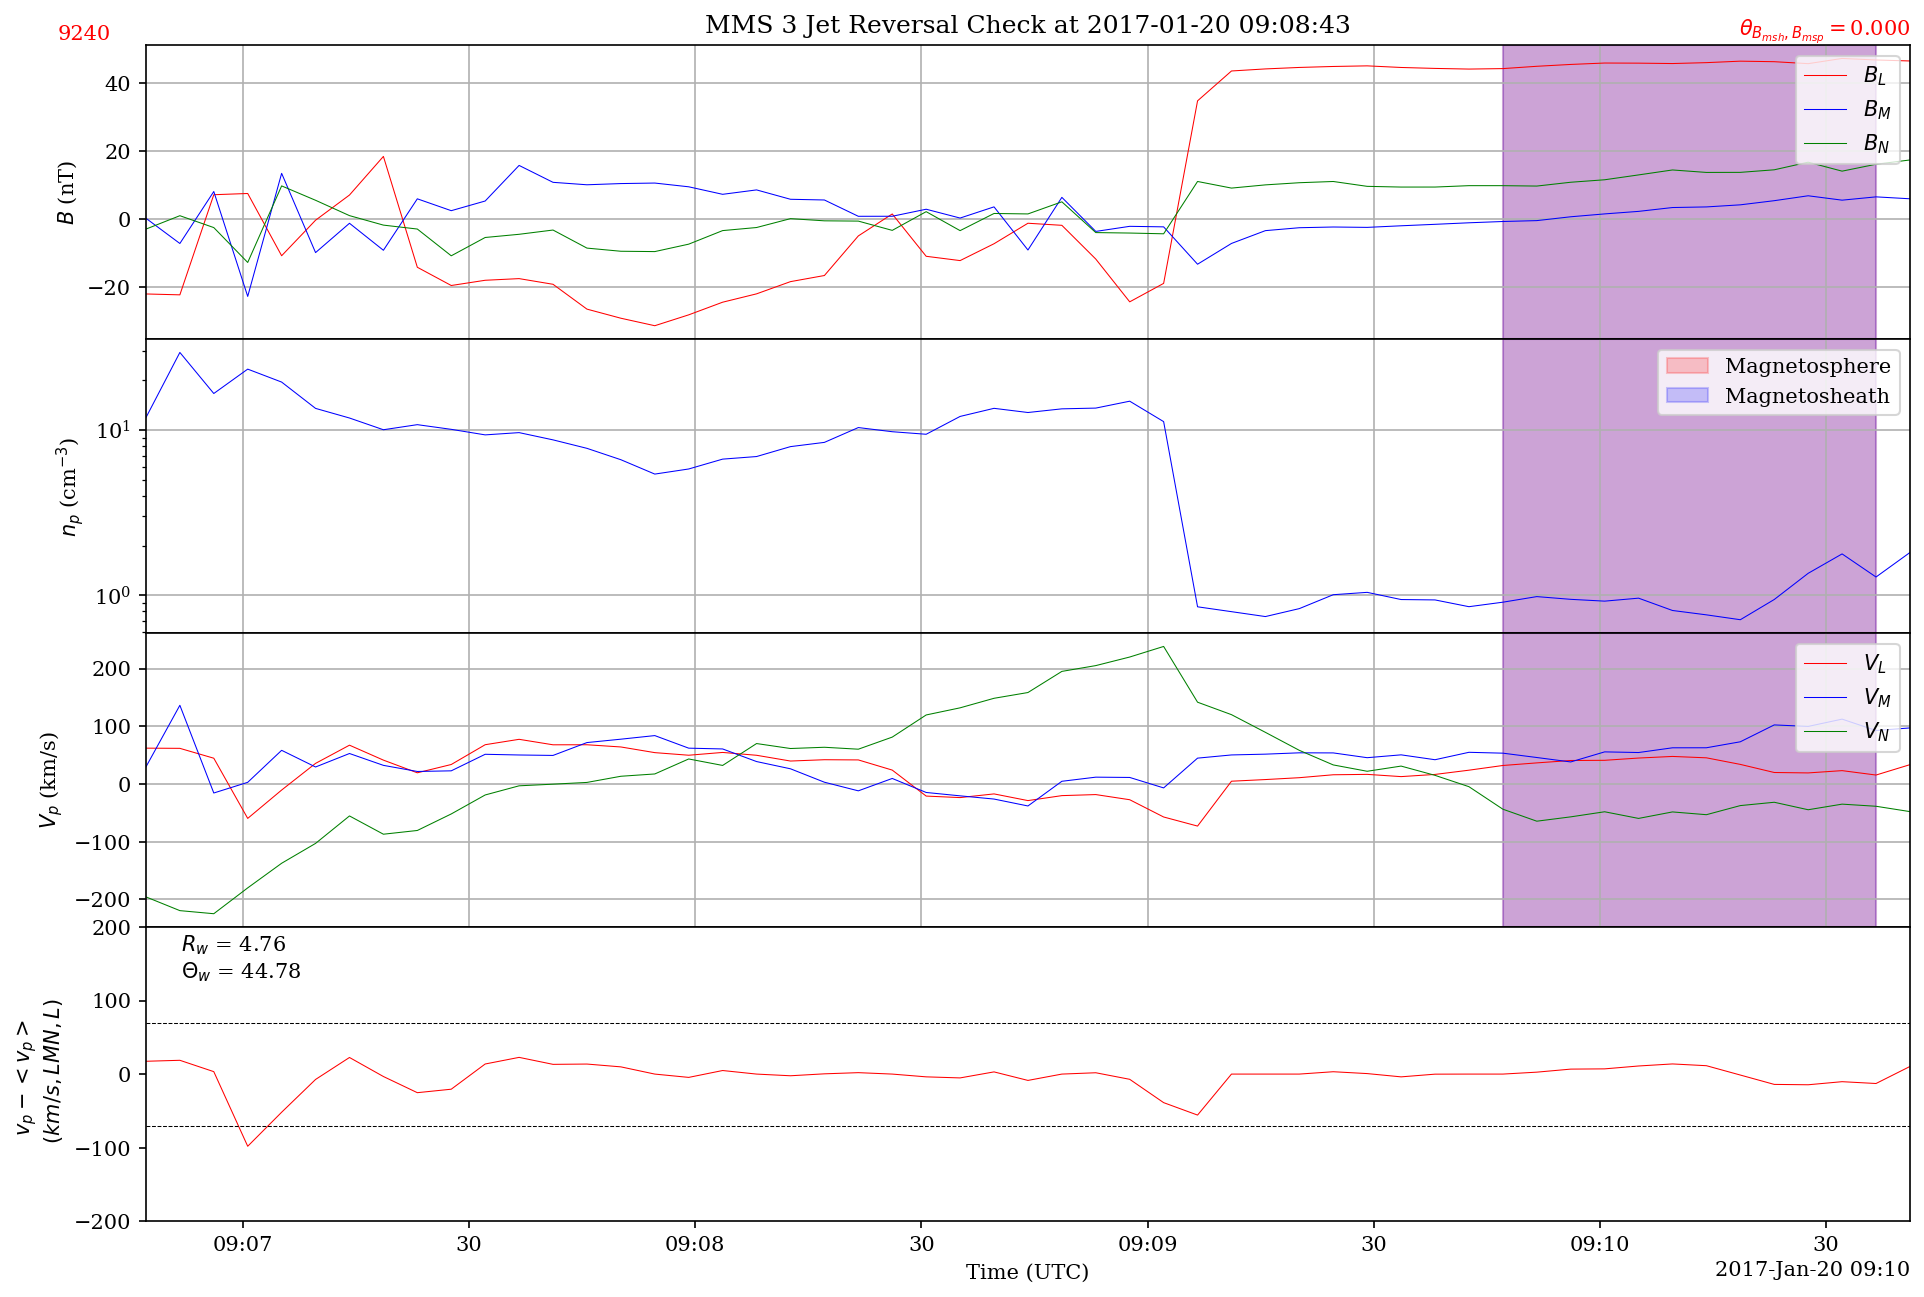 MMS 3 Jet Reversal Check at 2017-01-20 09:08:43
9240
θ_{B_{msh}, B_{msp}} = 0.000
B (nT)
40
20
0
−20
B_L
B_M
B_N
n_p (cm^{−3})
10^1
10^0
Magnetosphere
Magnetosheath
V_p (km/s)
200
100
0
−100
−200
V_L
V_M
V_N
v_p − < v_p >
(km/s, LMN, L)
200
100
0
−100
−200
R_w = 4.76
Θ_w = 44.78
09:07
30
09:08
30
09:09
30
09:10
30
Time (UTC)
2017-Jan-20 09:10